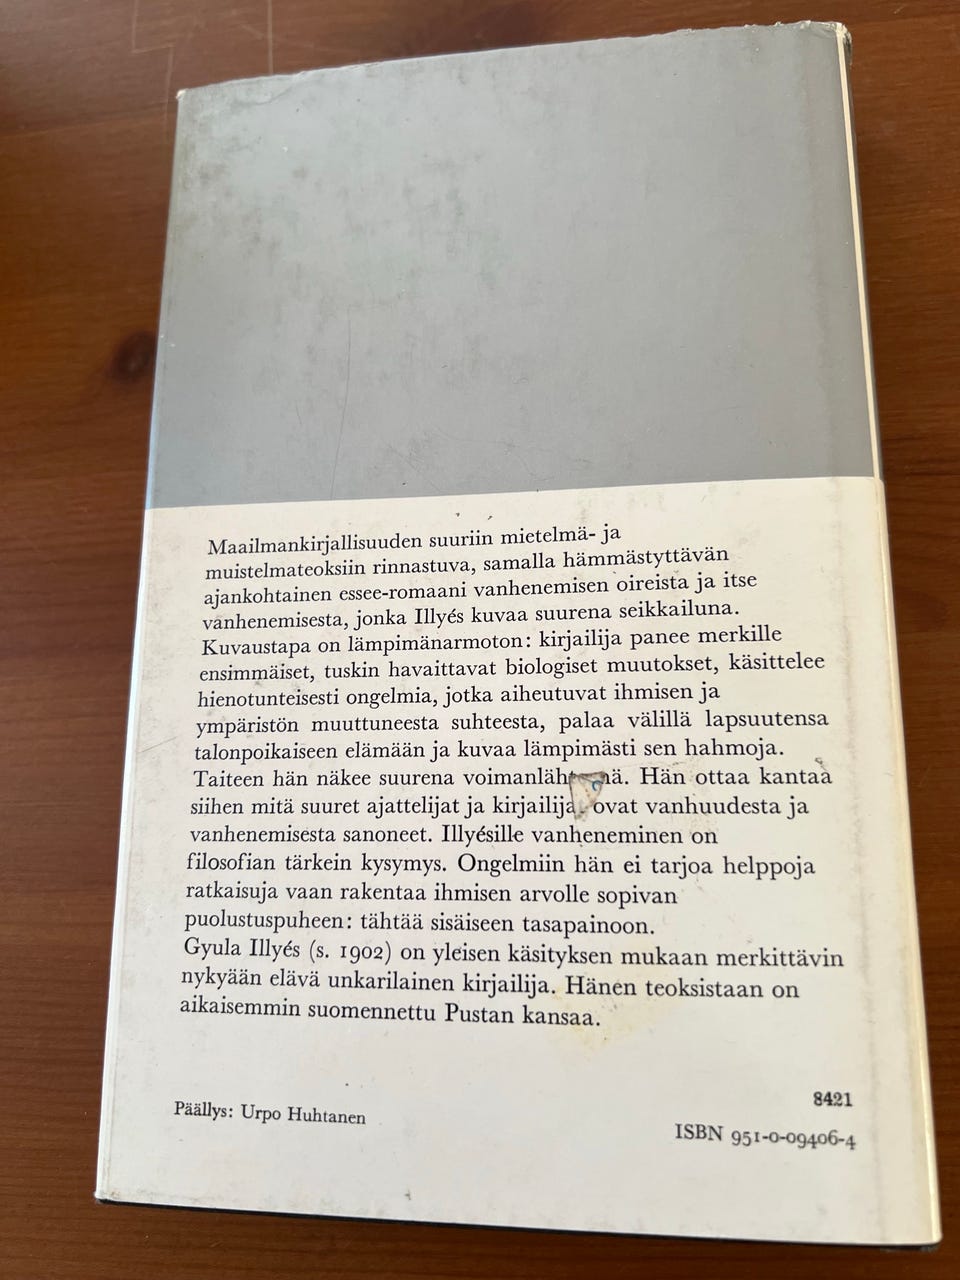 Maailmankirjallisuuden suuriin mietelmä- ja
muistelmateoksiin rinnastuva, samalla hämmästyttävän
ajankohtainen essee-romaani vanhenemisen oireista ja itse
vanhenemisesta, jonka Illyés kuvaa suurena seikkailuna.
Kuvaustapa on lämpimänarmoton: kirjailija panee merkille
ensimmäiset, tuskin havaittavat biologiset muutokset, käsittelee
hienotunteisesti ongelmia, jotka aiheutuvat ihmisen ja
ympäristön muuttuneesta suhteesta, palaa välillä lapsuutensa
talonpoikaiseen elämään ja kuvaa lämpimästi sen hahmoja.
Taiteen hän näkee suurena Hän ottaa kantaa
siihen mitä suuret ajattelijat ja ovat vanhuudesta ja
vanhenemisesta sanoneet. Illyésille vanheneminen on
filosofian tärkein kysymys. Ongelmiin hän ei tarjoa helppoja
ratkaisuja vaan rakentaa ihmisen arvolle sopivan
puolustuspuheen: tähtää sisäiseen tasapainoon.
Gyula Illyés (s. 1902) on yleisen käsityksen mukaan merkittävin
nykyään elävä unkarilainen kirjailija. Hänen teoksistaan on
aikaisemmin suomennettu Pustan kansaa.
Päällys: Urpo Huhtanen
8421
ISBN 951-0-09406-4